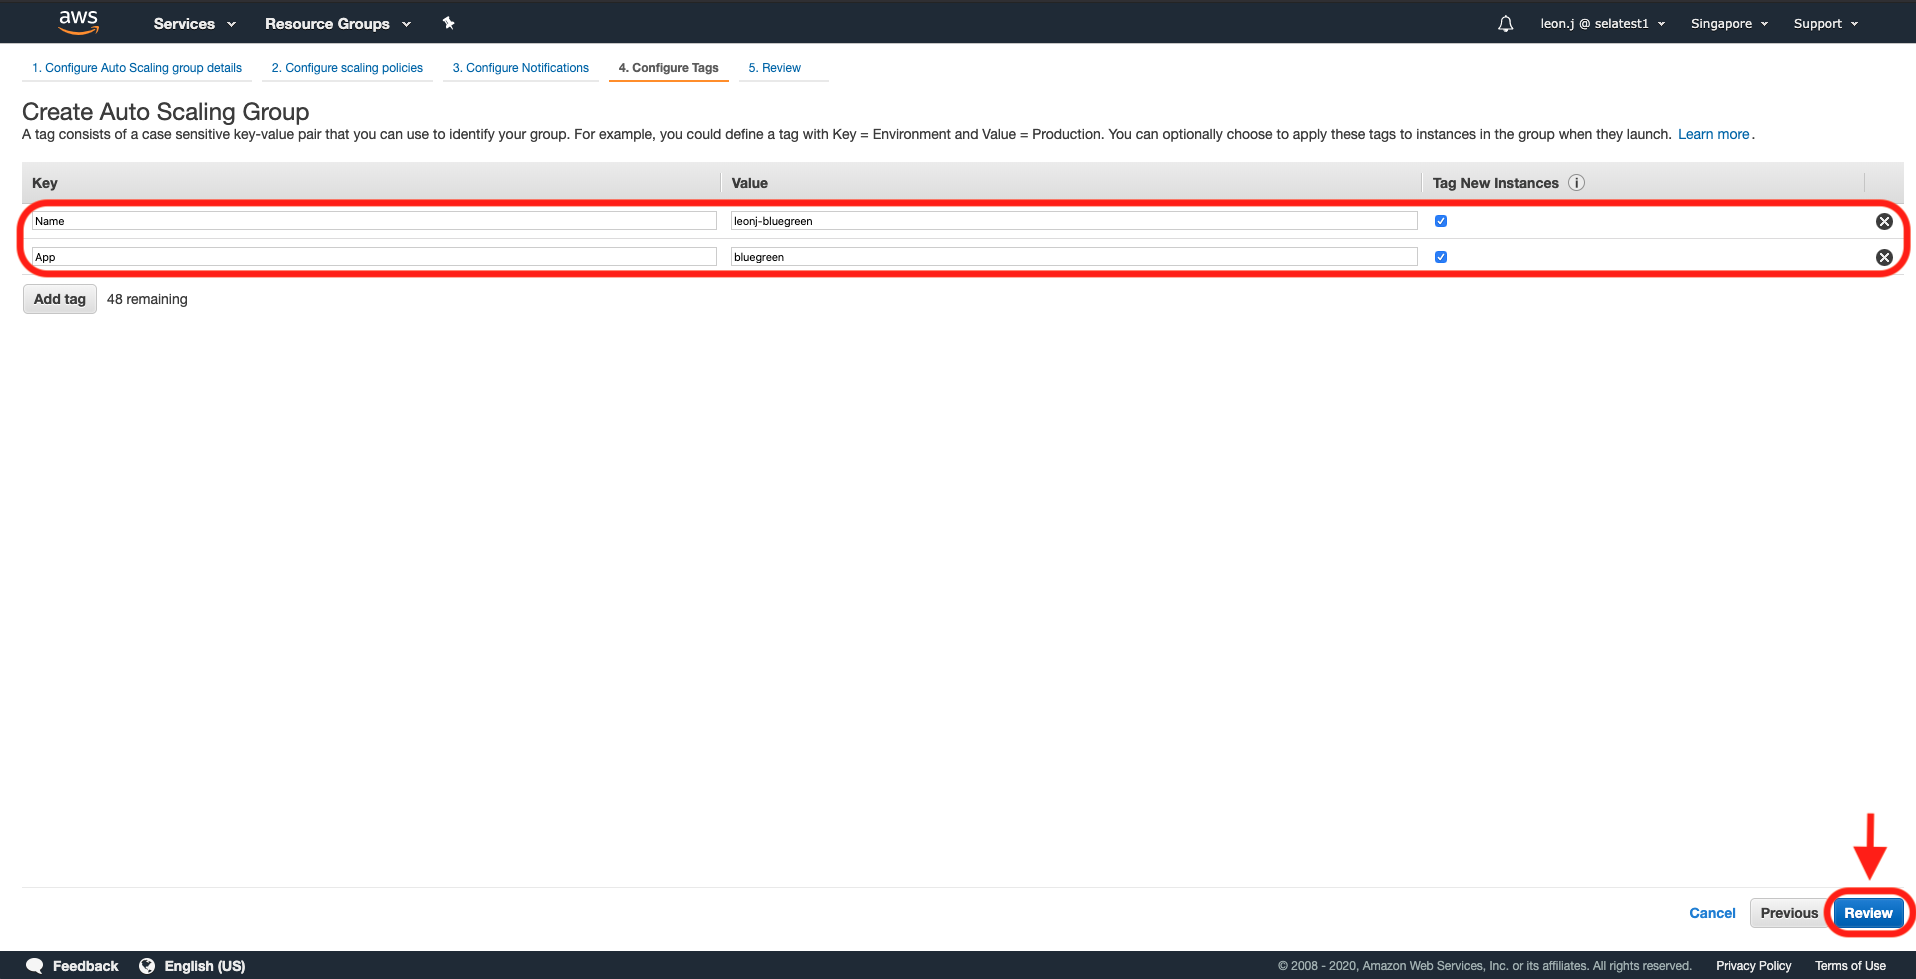 aws Services Resource Groups leon.j @ selatest1 Singapore Support
1. Configure Auto Scaling group details 2. Configure scaling policies 3. Configure Notifications 4. Configure Tags 5. Review
Create Auto Scaling Group
A tag consists of a case sensitive key-value pair that you can use to identify your group. For example, you could define a tag with Key = Environment and Value = Production. You can optionally choose to apply these tags to instances in the group when they launch. Learn more.
Key Value Tag New Instances i
Name leonj-bluegreen
App bluegreen
Add tag 48 remaining
Cancel Previous Review
Feedback English (US) © 2008 - 2020, Amazon Web Services, Inc. or its affiliates. All rights reserved. Privacy Policy Terms of Use